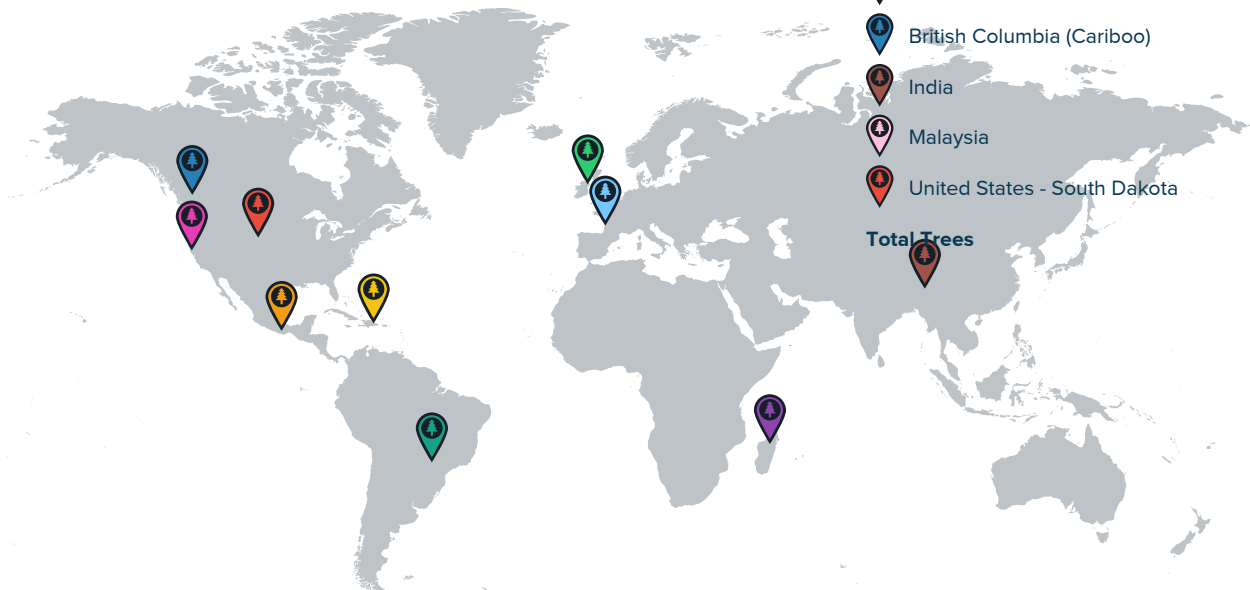 British Columbia (Cariboo)
India
Malaysia
United States - South Dakota
Total Trees